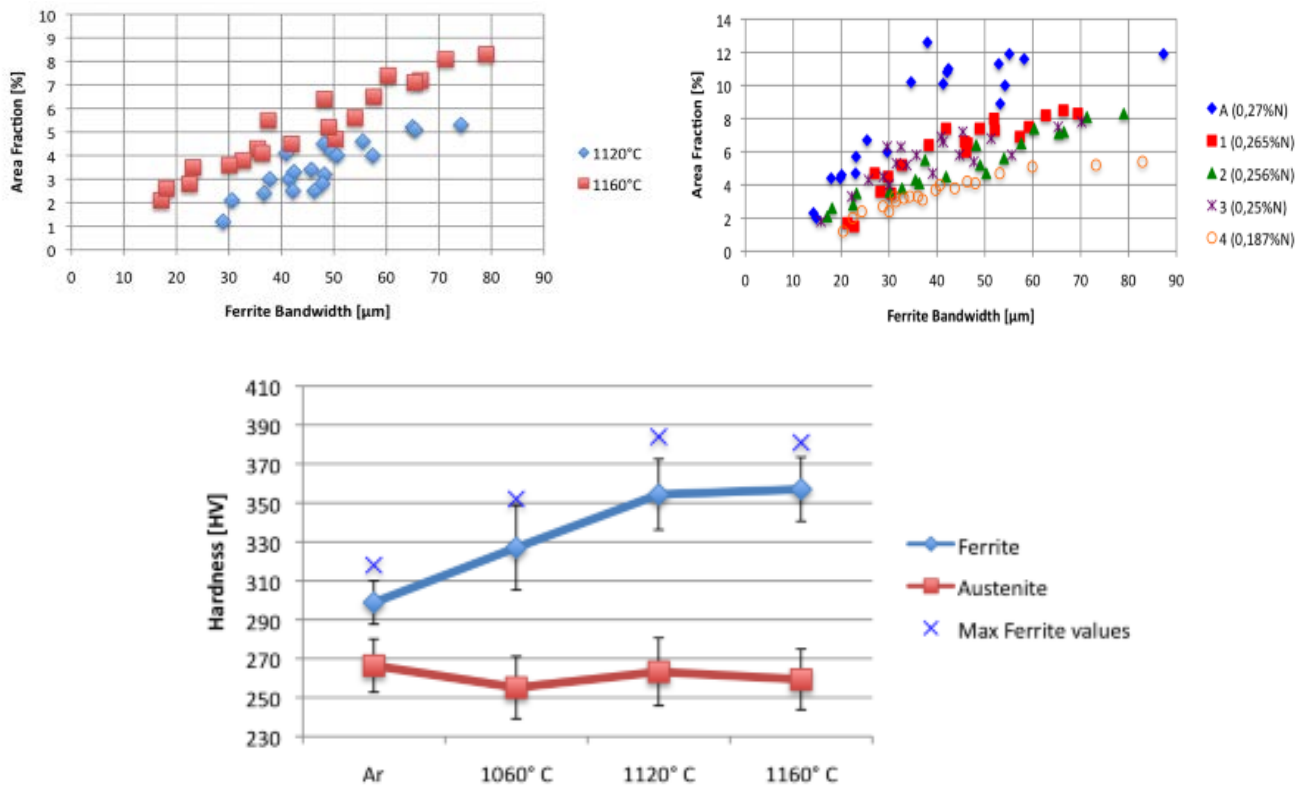 10
9
8
7
6
5
4
3
2
1
0
Area Fraction [%]
0 10 20 30 40 50 60 70 80 90
Ferrite Bandwidth [µm]
1120°C
1160°C
14
12
10
8
6
4
2
0
Area Fraction [%]
0 10 20 30 40 50 60 70 80 90
Ferrite Bandwidth [µm]
A (0,27%N)
1 (0,265%N)
2 (0,256%N)
3 (0,25%N)
4 (0,187%N)
410
390
370
350
330
310
290
270
250
230
Hardness [HV]
Ar 1060° C 1120° C 1160° C
Ferrite
Austenite
Max Ferrite values